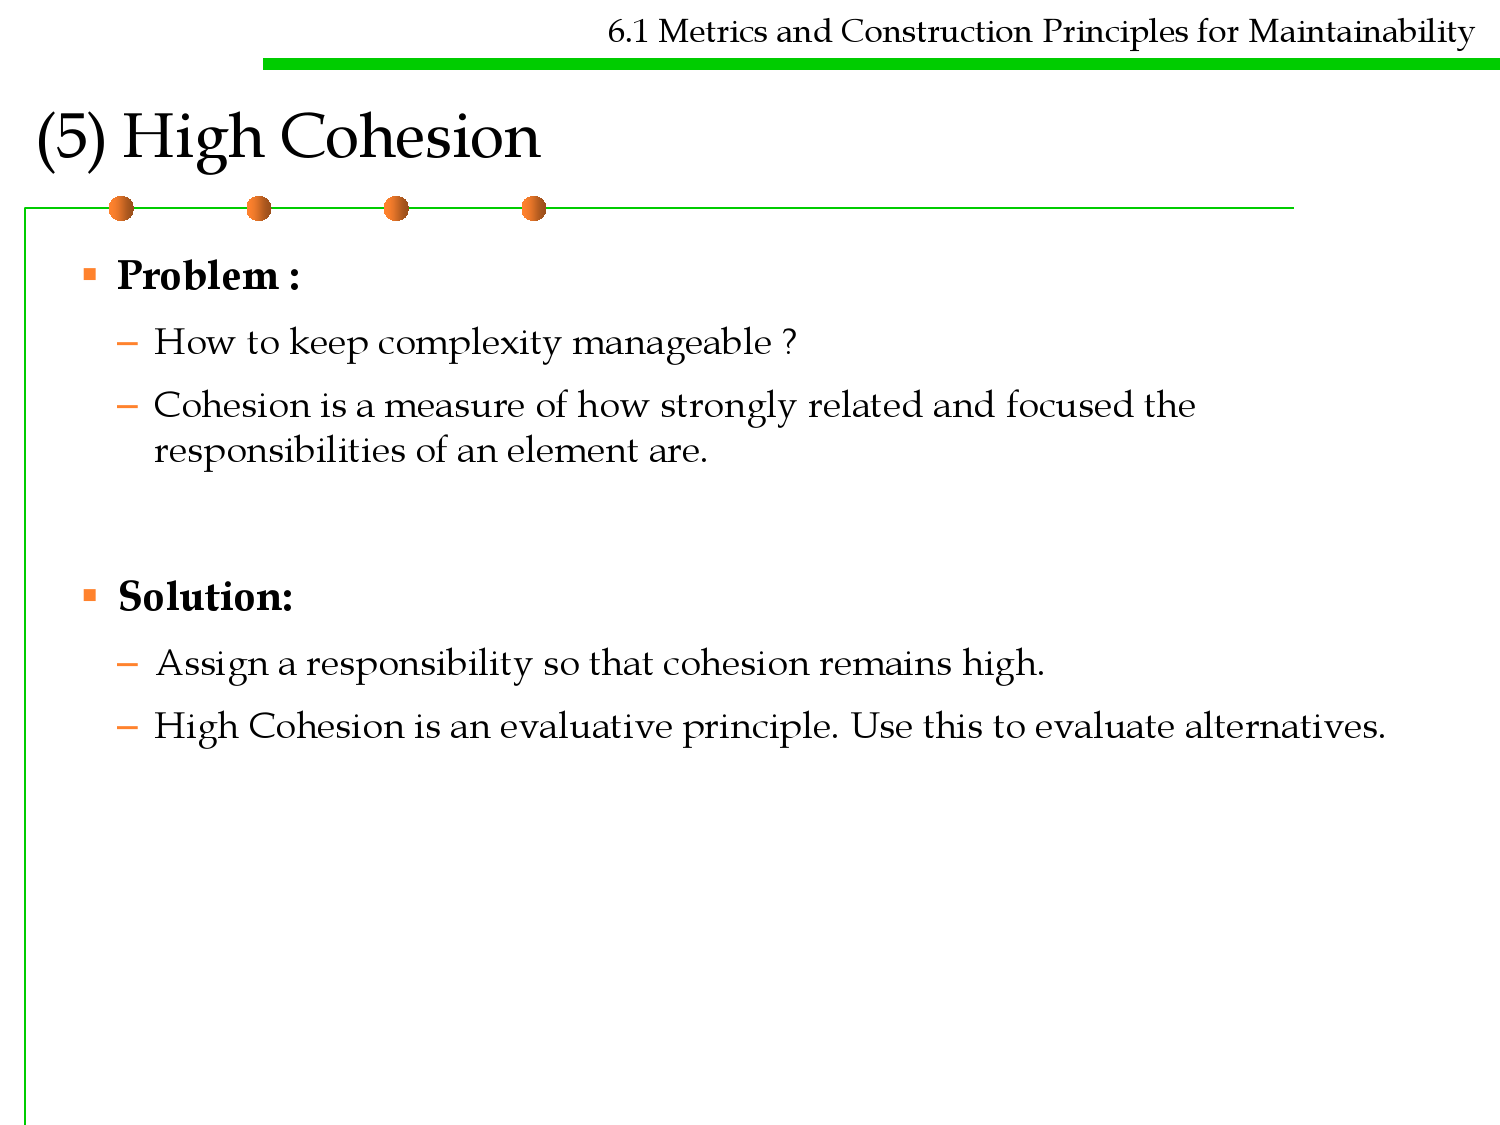 6.1 Metrics and Construction Principles for Maintainability
(5) High Cohesion
▪ Problem :
– How to keep complexity manageable ?
– Cohesion is a measure of how strongly related and focused the
responsibilities of an element are.
▪ Solution:
– Assign a responsibility so that cohesion remains high.
– High Cohesion is an evaluative principle. Use this to evaluate alternatives.